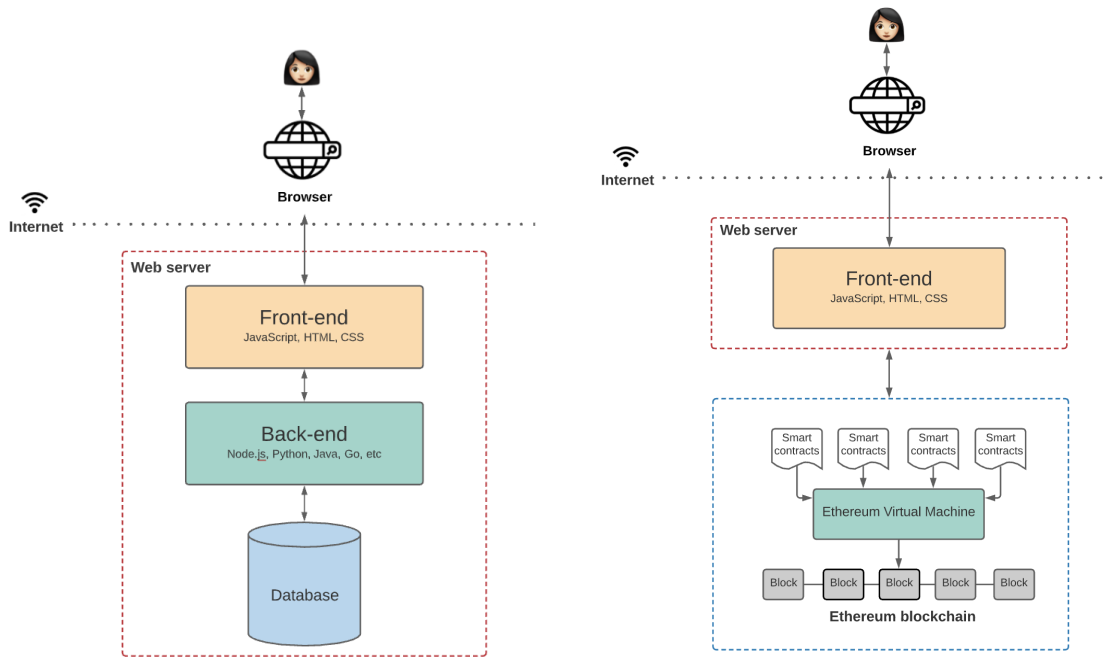 Browser
Internet
Web server
Front-end
JavaScript, HTML, CSS
Back-end
Node.js, Python, Java, Go, etc
Database
Browser
Internet
Web server
Front-end
JavaScript, HTML, CSS
Smart
contracts
Smart
contracts
Smart
contracts
Smart
contracts
Ethereum Virtual Machine
Block
Block
Block
Block
Block
Ethereum blockchain